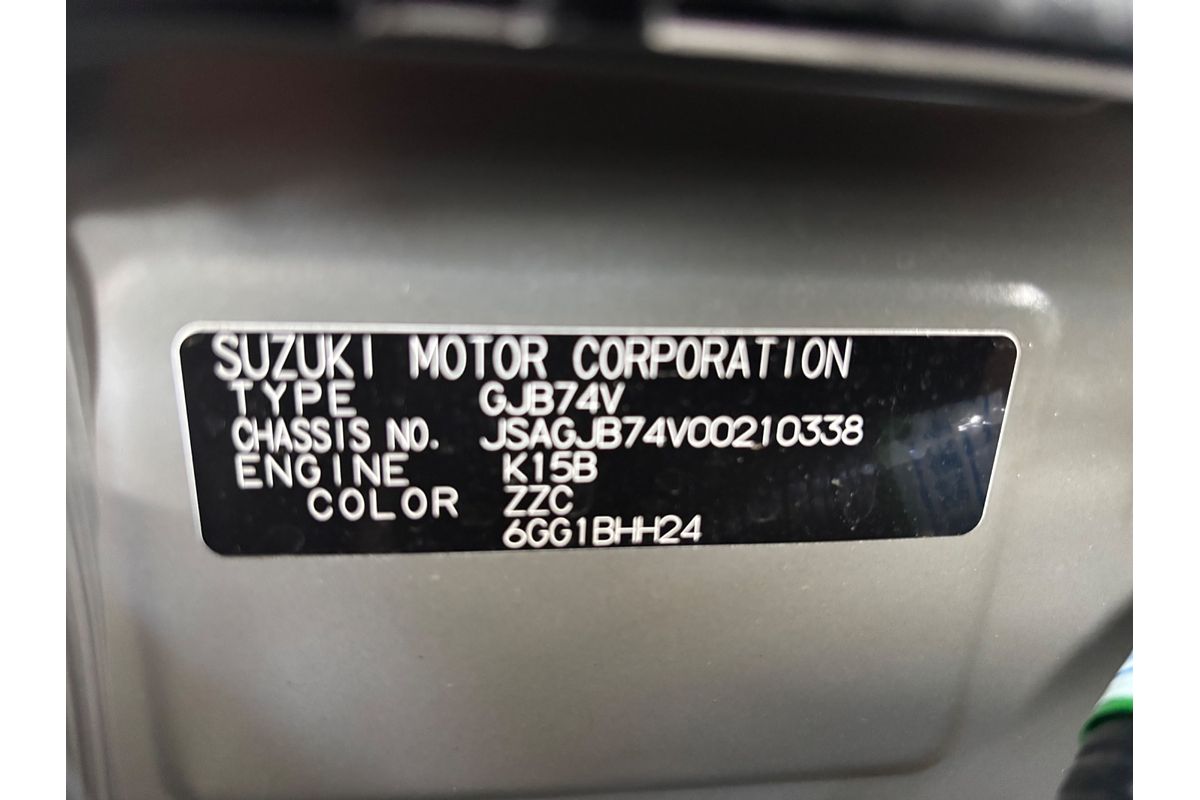 SUZUKI MOTOR CORPORATION
TYPE GJB74V
CHASSIS NO. JSAGJB74V00210338
ENGINE K15B
COLOR ZZC
6GG1BHH24